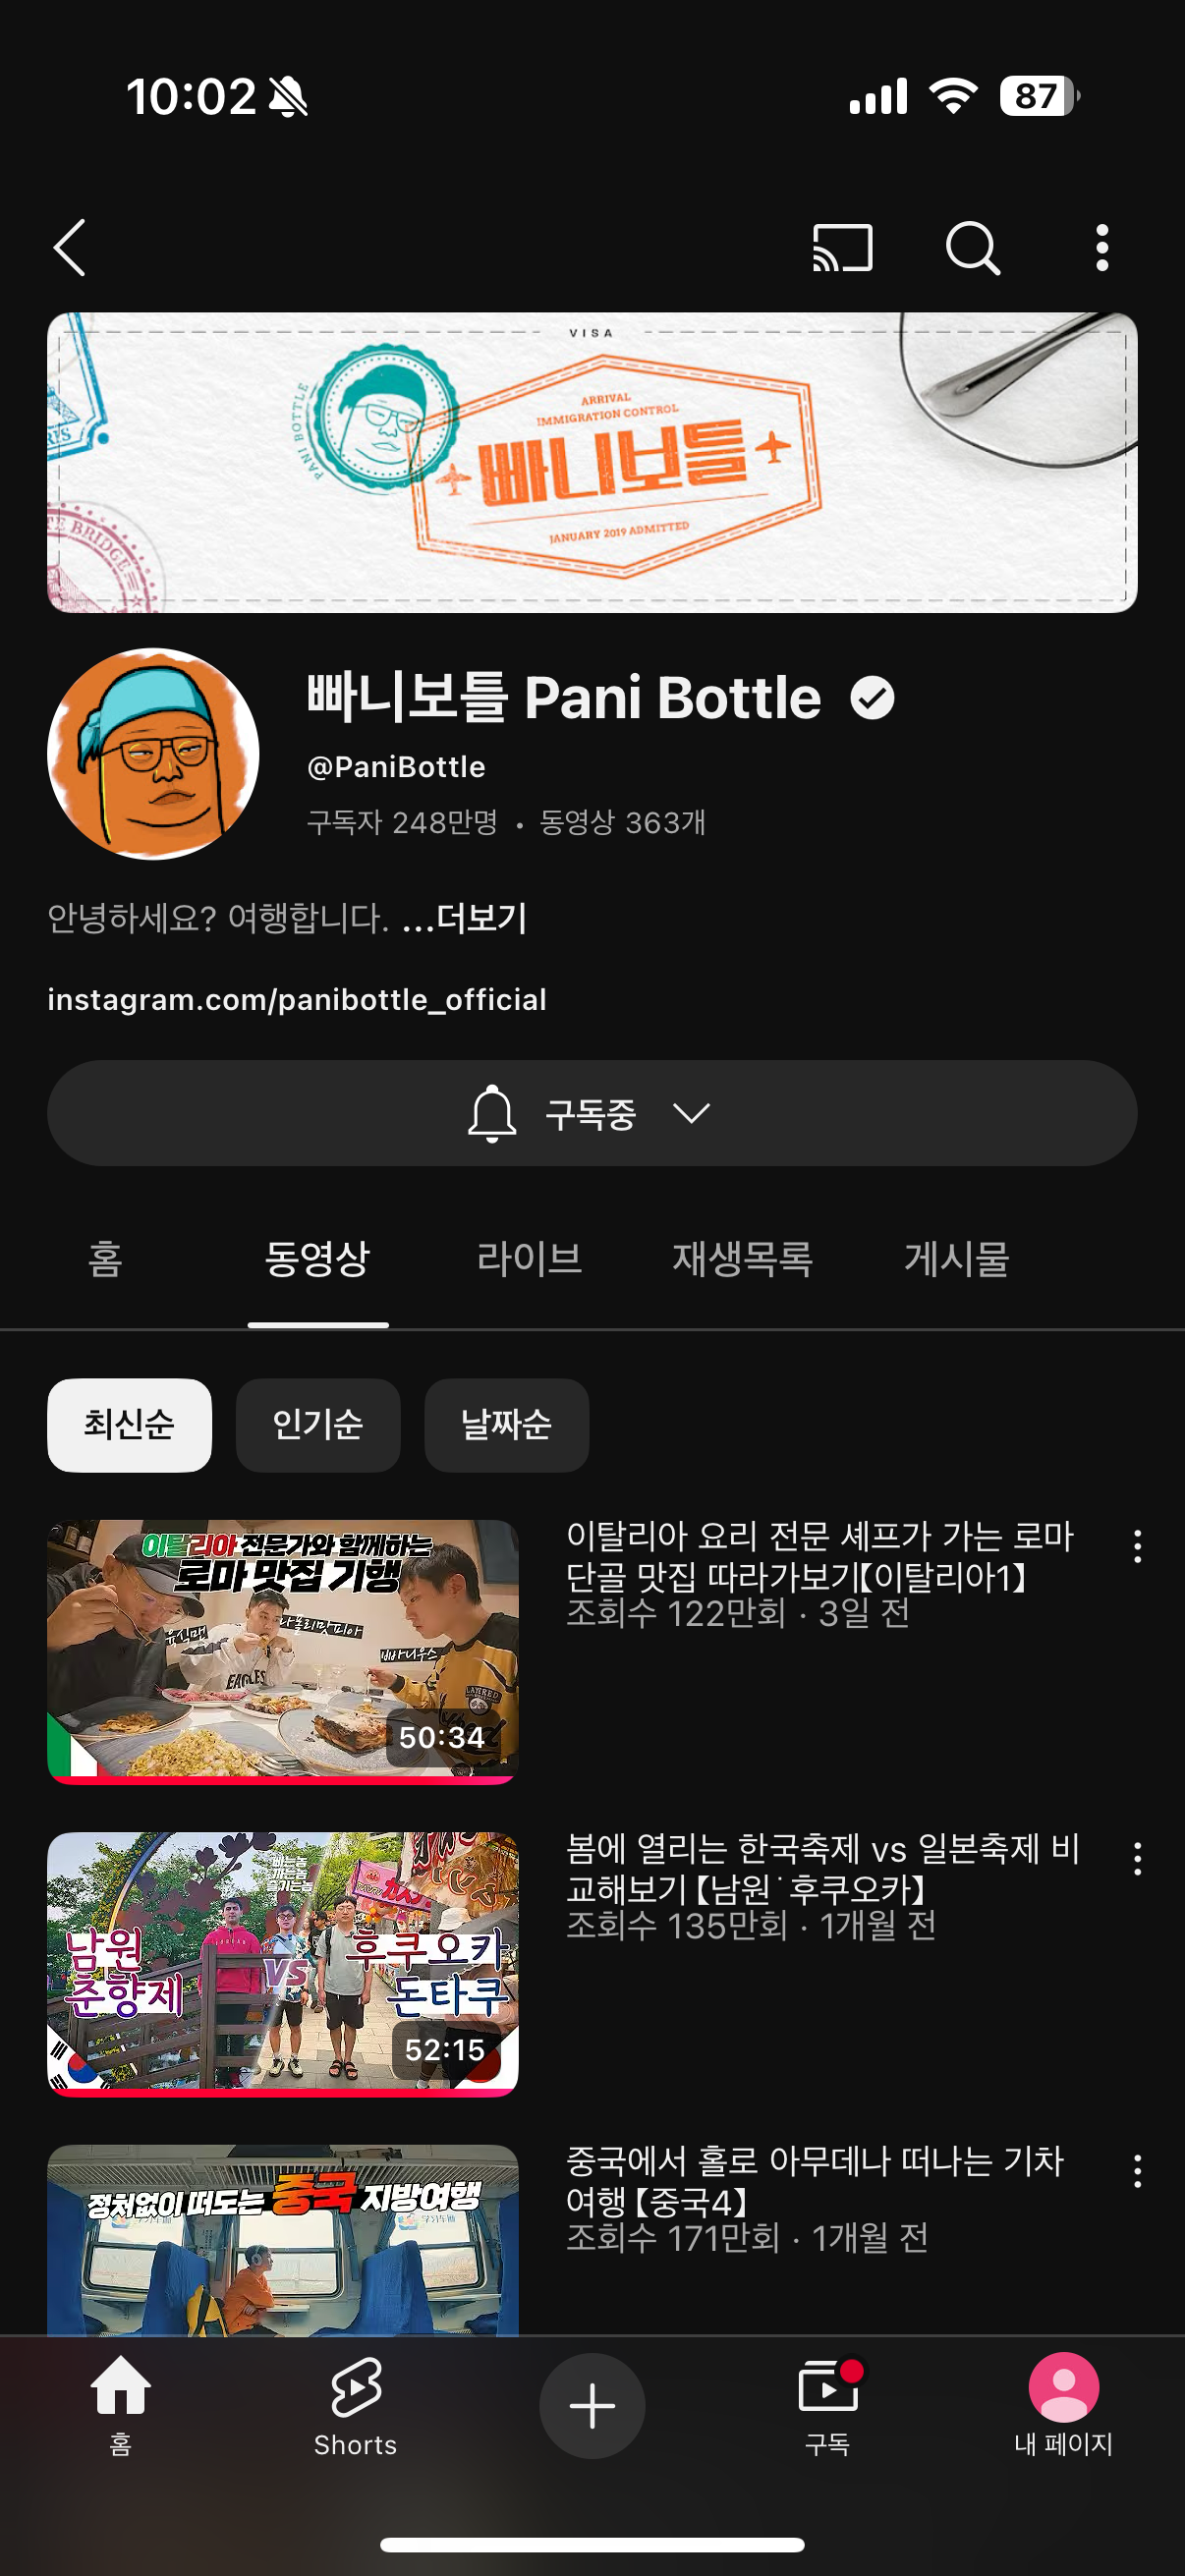 10:02
87
VISA
PANI BOTTLE
ARRIVAL
IMMIGRATION CONTROL
빠니보틀
JANUARY 2019 ADMITTED
BRIDGE
빠니보틀 Pani Bottle
@PaniBottle
구독자 248만명 • 동영상 363개
안녕하세요? 여행합니다. ...더보기
instagram.com/panibottle_official
구독중
홈 동영상 라이브 재생목록 게시물
최신순 인기순 날짜순
이탈리아 전문가와 함께하는
로마 맛집 기행
유신맨
나폴리맛피아
빠니우스
EAGLES
LAYERED
50:34
이탈리아 요리 전문 셰프가 가는 로마
단골 맛집 따라가보기【이탈리아1】
조회수 122만회 · 3일 전
남원
춘향제
VS
후쿠오카
돈타쿠
52:15
봄에 열리는 한국축제 vs 일본축제 비
교해보기【남원˙후쿠오카】
조회수 135만회 · 1개월 전
정처없이 떠도는 중국 지방여행
중국에서 홀로 아무데나 떠나는 기차
여행【중국4】
조회수 171만회 · 1개월 전
홈 Shorts 구독 내 페이지